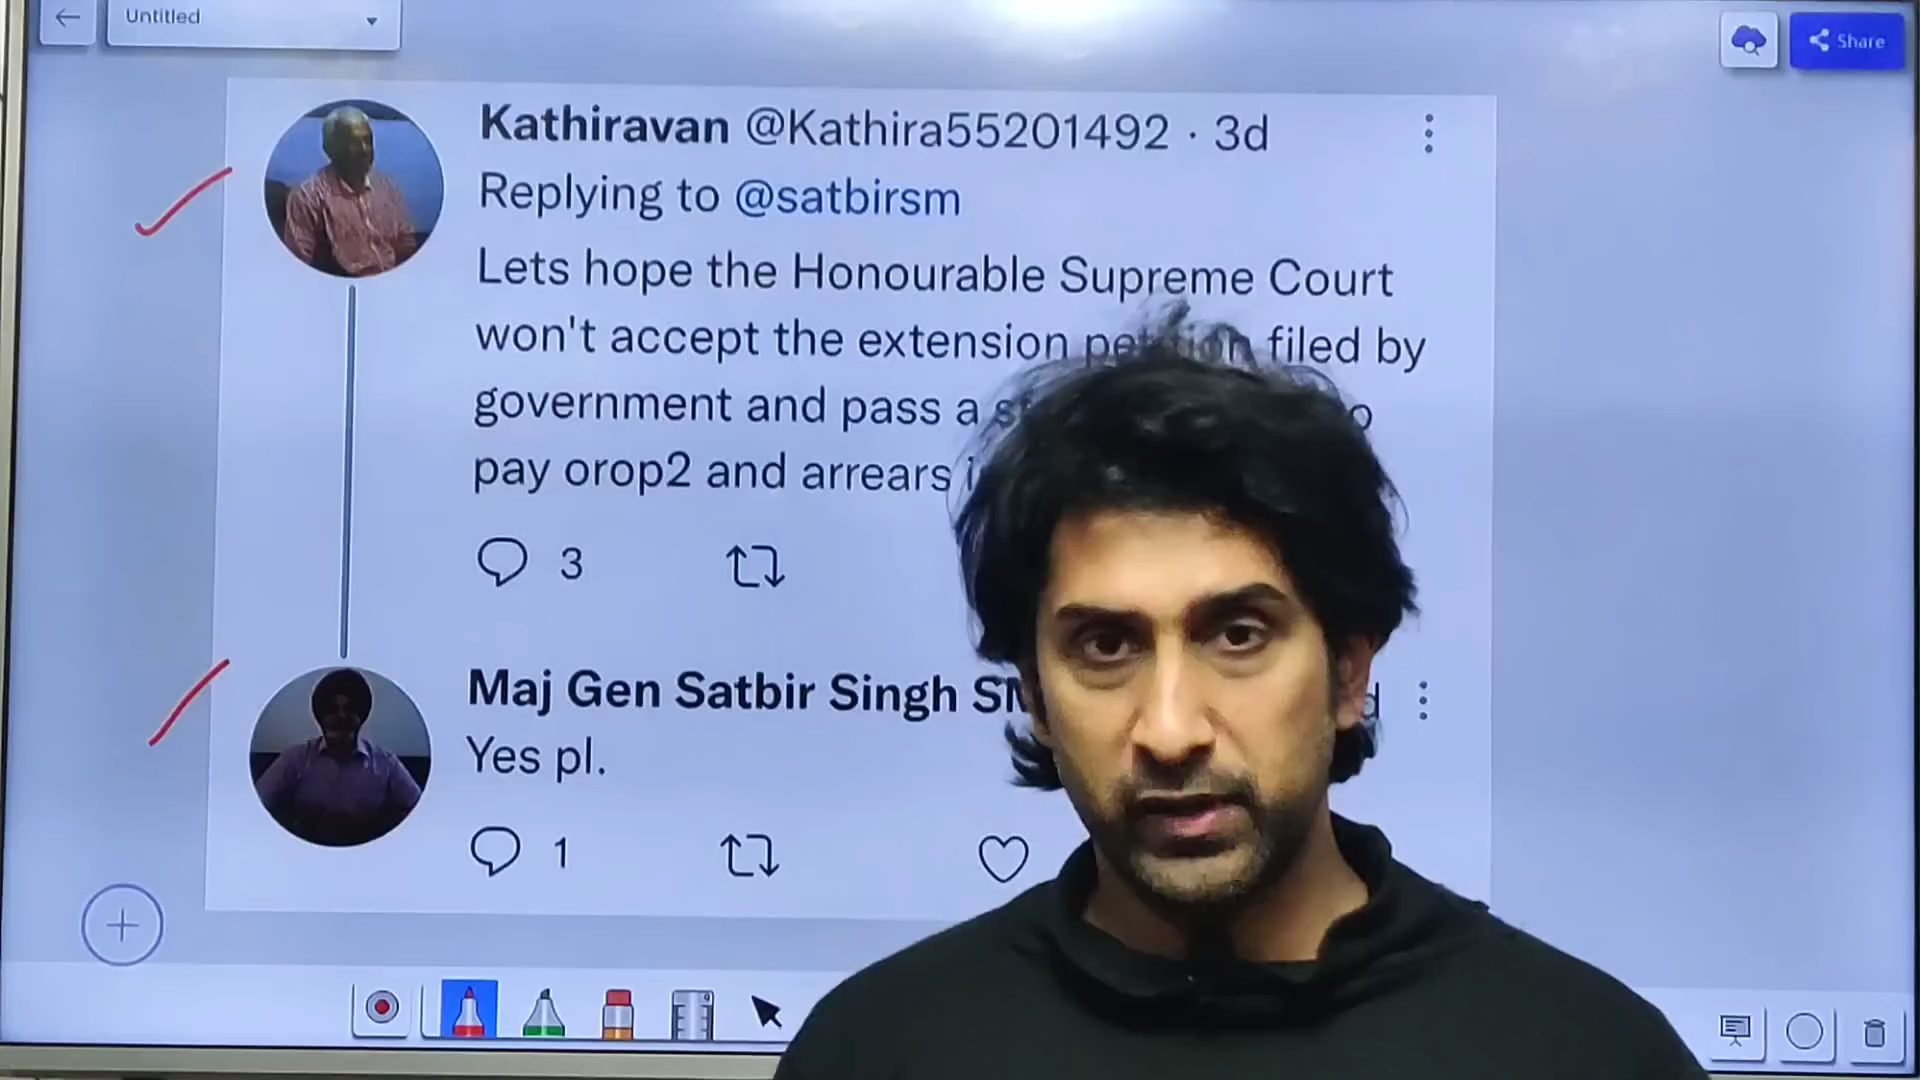 Untitled
Share
Kathiravan @Kathira55201492 · 3d
Replying to @satbirsm
Lets hope the Honourable Supreme Court
won't accept the extension petition filed by
government and pass a
pay orop2 and arrears
3
Maj Gen Satbir Singh
Yes pl.
1